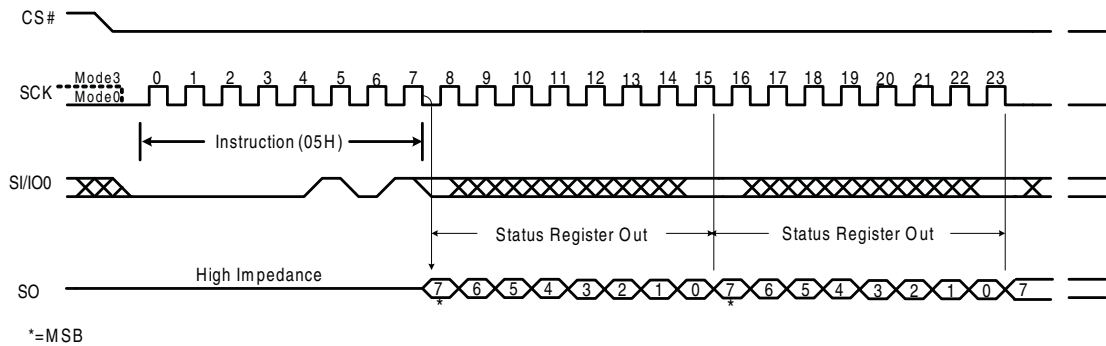 CS#
Mode3
SCK
Mode0
0 1 2 3 4 5 6 7 8 9 10 11 12 13 14 15 16 17 18 19 20 21 22 23
Instruction (05H)
SI/IO0
Status Register Out
Status Register Out
High Impedance
SO
7 6 5 4 3 2 1 0 7 6 5 4 3 2 1 0 7
* *
*=MSB